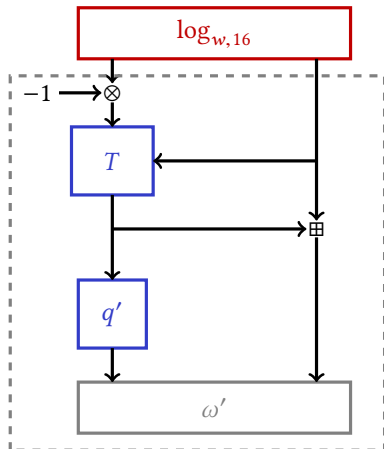 log_{w,16}
−1 ⊗
T
⊞
q′
ω′